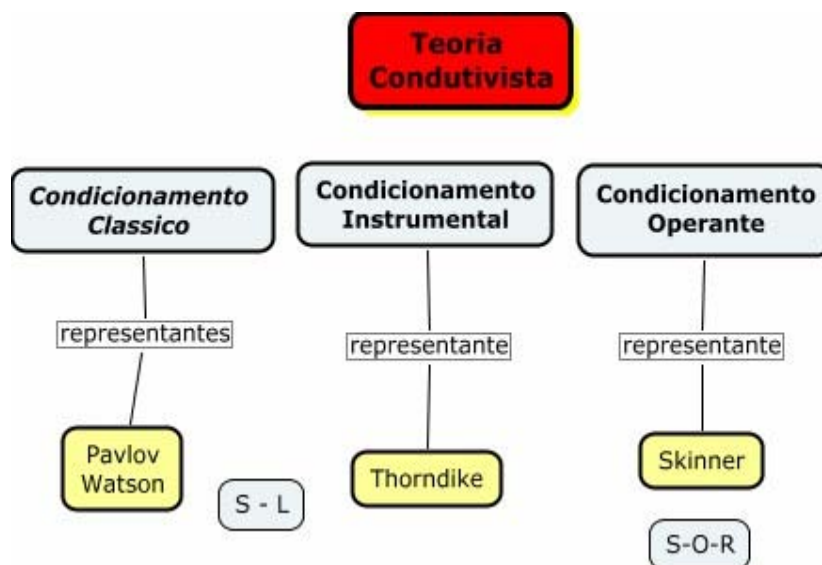 Teoria
Condutivista
Condicionamento
Classico
Condicionamento
Instrumental
Condicionamento
Operante
representantes
representante
representante
Pavlov
Watson
Thorndike
Skinner
S - L
S-O-R